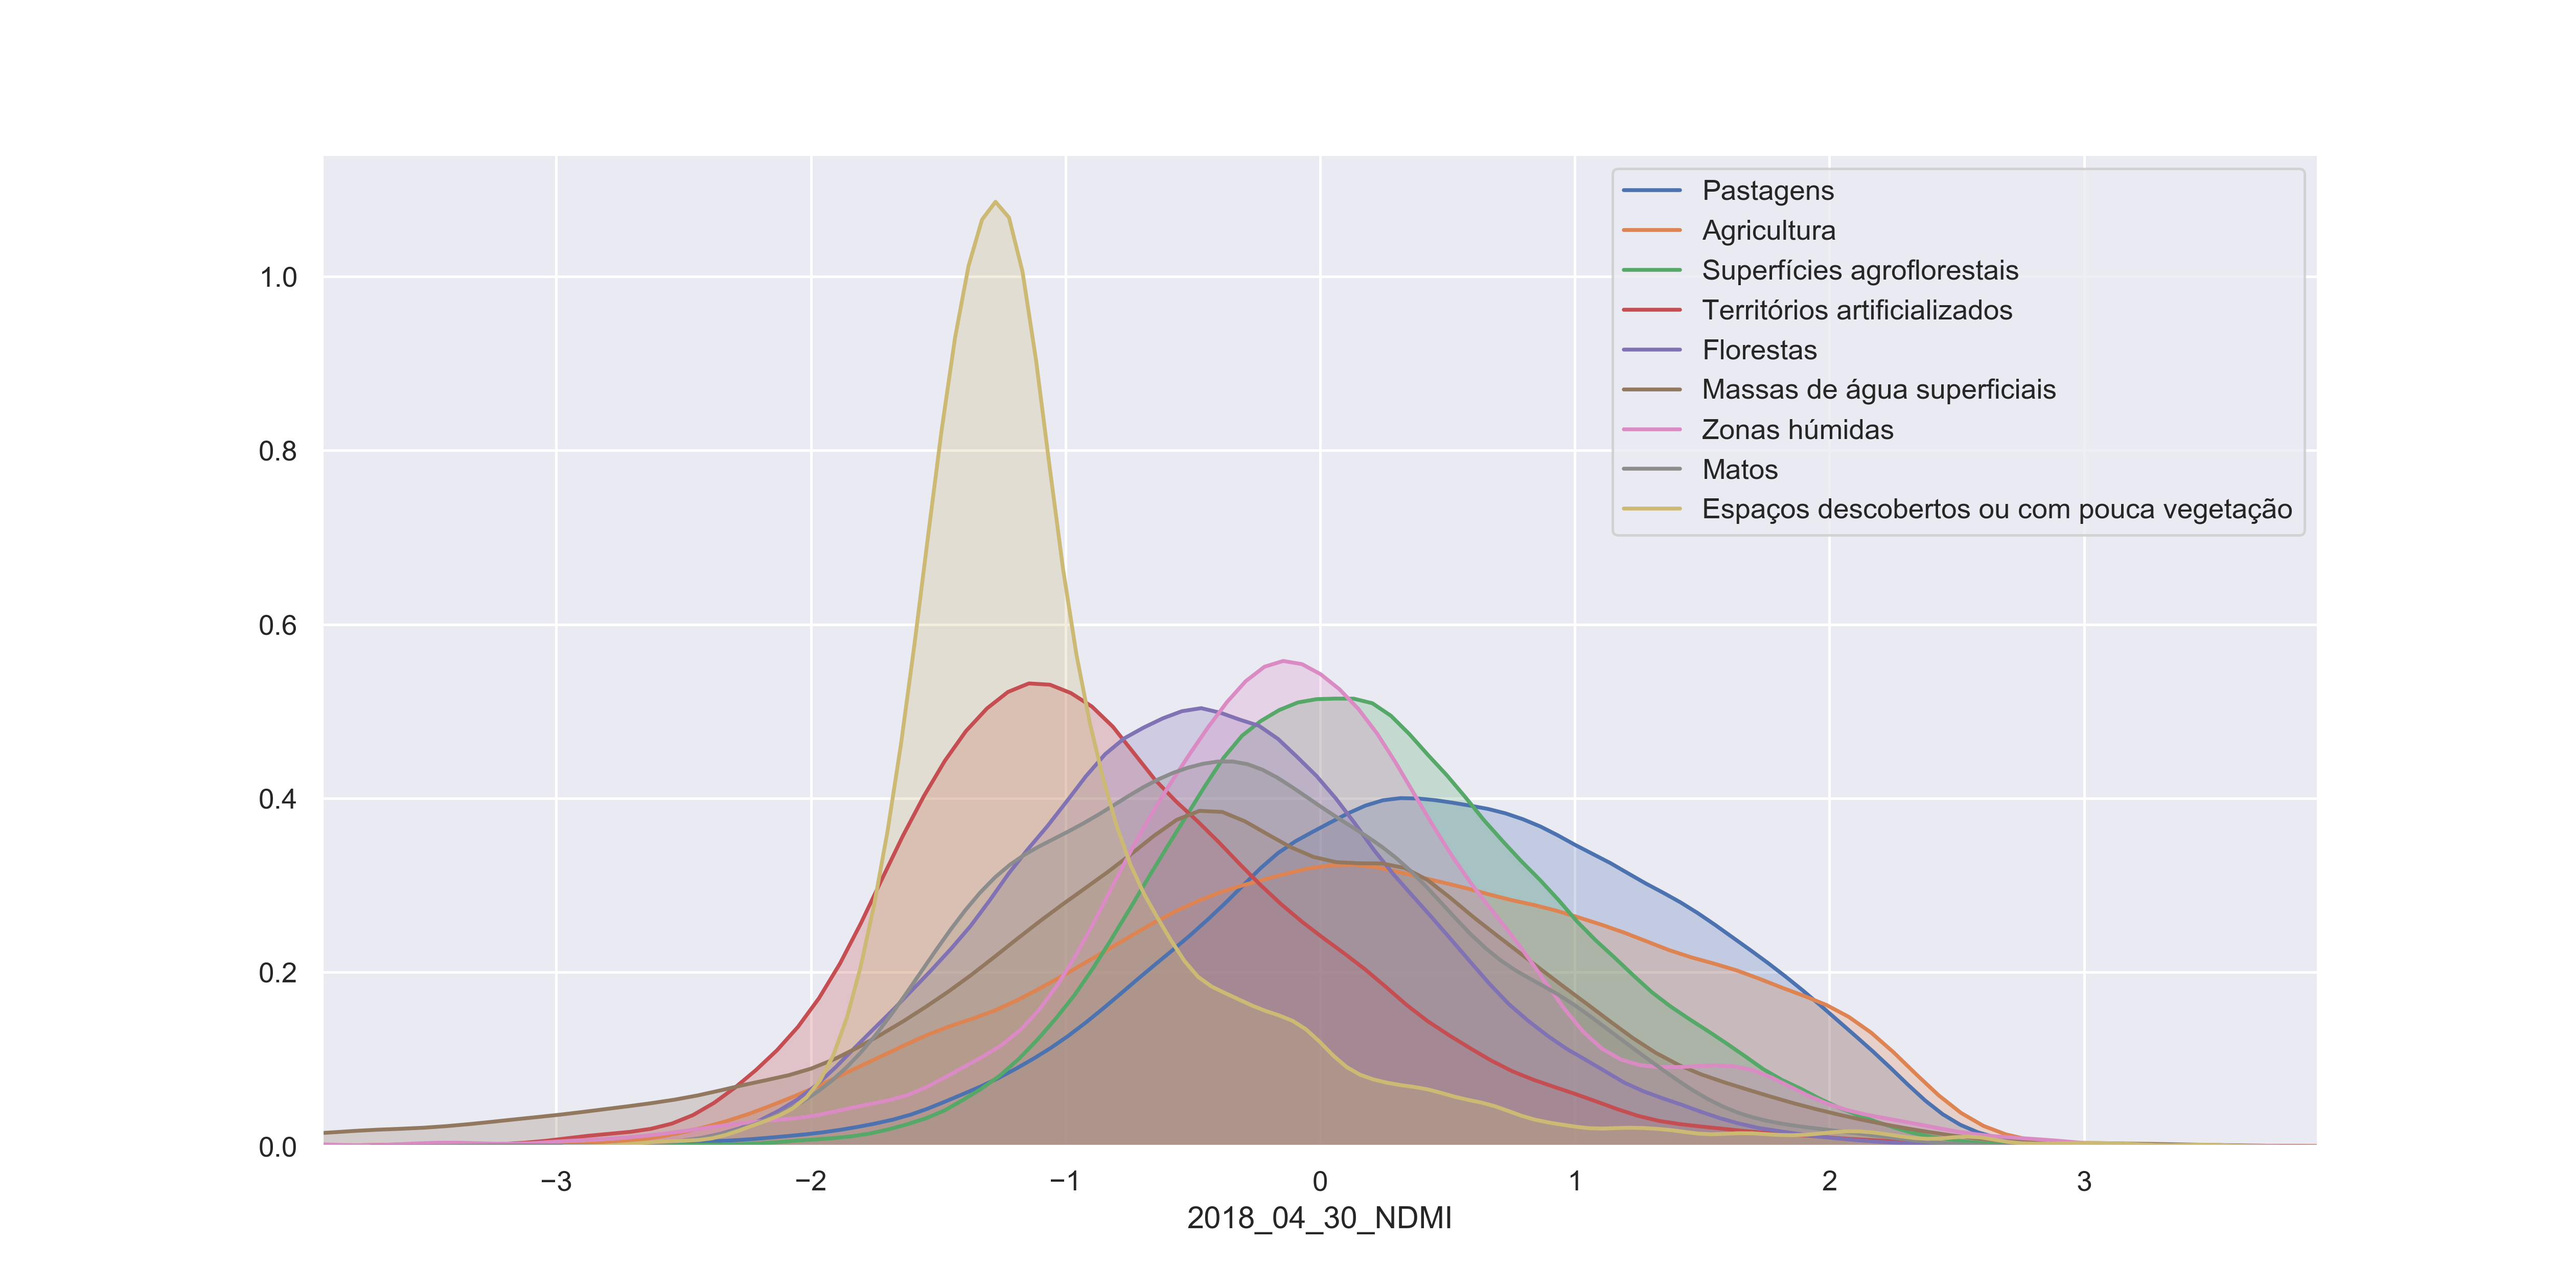 Pastagens
Agricultura
Superfícies agroflorestais
Territórios artificializados
Florestas
Massas de água superficiais
Zonas húmidas
Matos
Espaços descobertos ou com pouca vegetação
1.0
0.8
0.6
0.4
0.2
0.0
−3 −2 −1 0 1 2 3
2018_04_30_NDMI